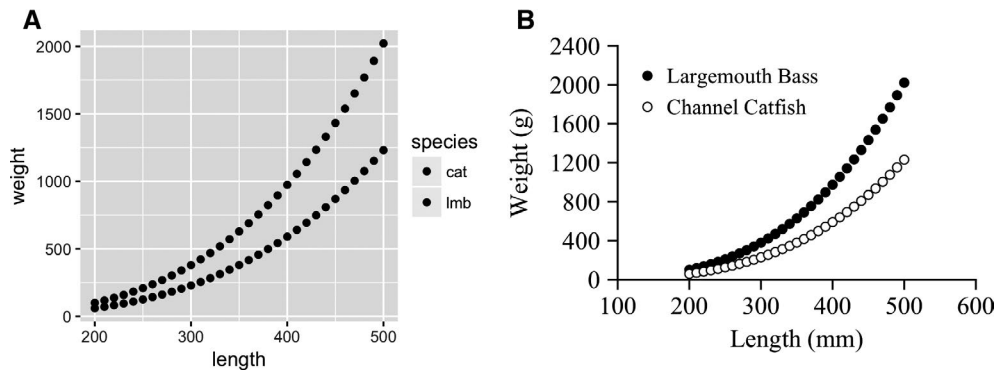 A
2000
1500
1000
500
0
weight
200
300
400
500
length
species
cat
lmb
B
2400
2000
1600
1200
800
400
0
Weight (g)
Largemouth Bass
Channel Catfish
100
200
300
400
500
600
Length (mm)